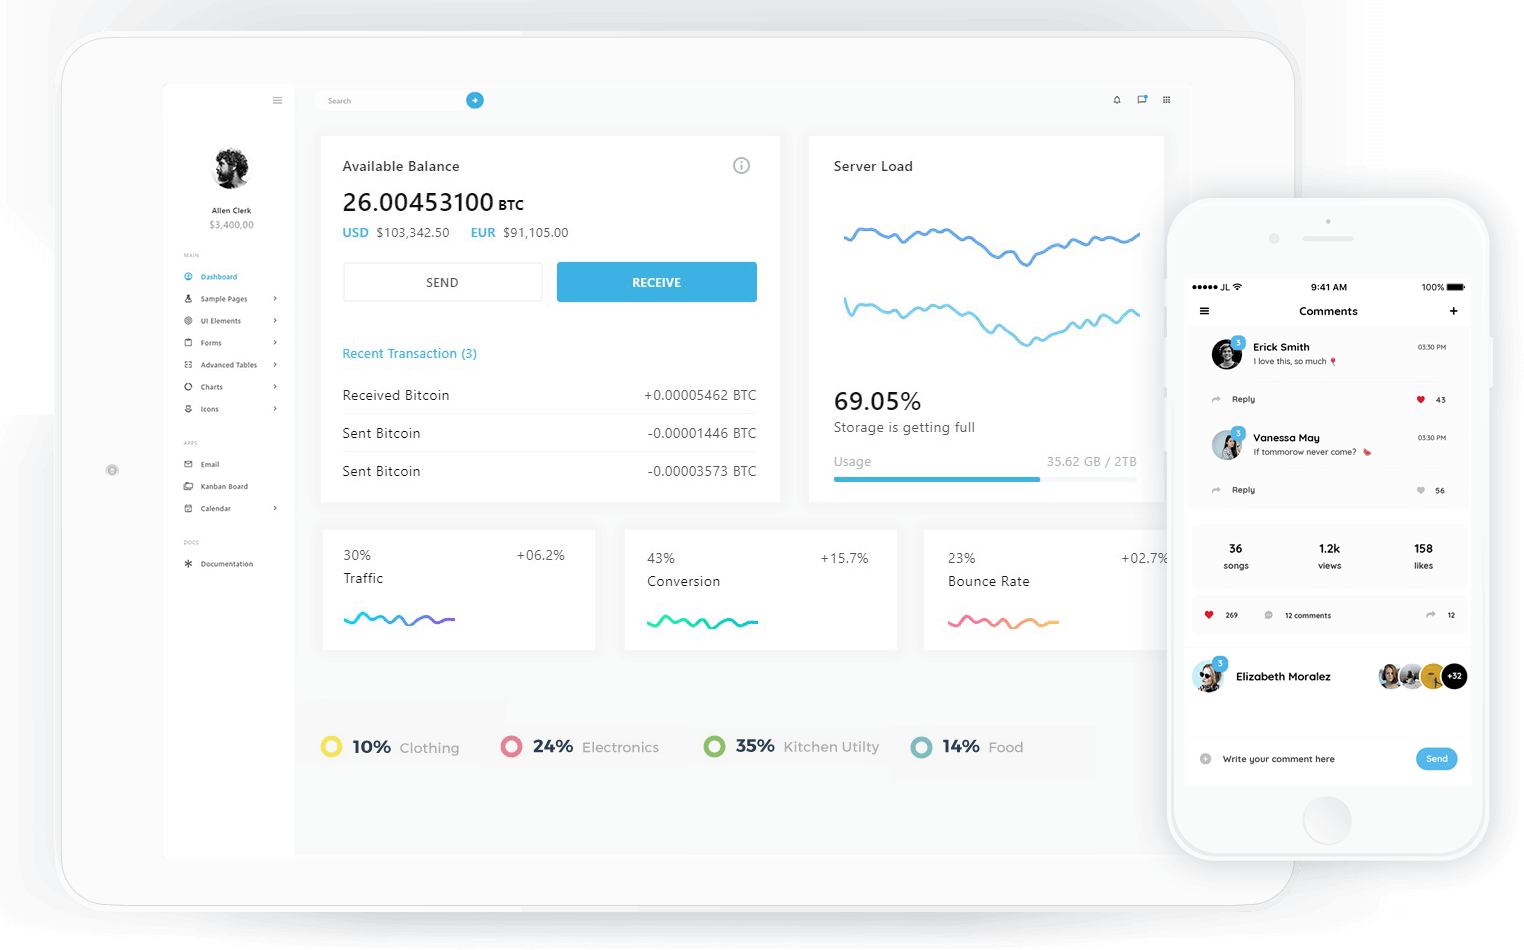 Search
Allen Clerk
$3,400,00
MAIN
Dashboard
Sample Pages
UI Elements
Forms
Advanced Tables
Charts
Icons
APPS
Email
Kanban Board
Calendar
DOCS
Documentation
Available Balance
26.00453100 BTC
USD $103,342.50 EUR $91,105.00
SEND RECEIVE
Recent Transaction (3)
Received Bitcoin +0.00005462 BTC
Sent Bitcoin -0.00001446 BTC
Sent Bitcoin -0.00003573 BTC
Server Load
69.05%
Storage is getting full
Usage 35.62 GB / 2TB
30% +06.2%
Traffic
43% +15.7%
Conversion
23% +02.7%
Bounce Rate
10% Clothing 24% Electronics 35% Kitchen Utilty 14% Food
JL 9:41 AM 100%
Comments
3 Erick Smith 03:30 PM
I love this, so much
Reply 43
3 Vanessa May 03:30 PM
If tommorow never come?
Reply 56
36 1.2k 158
songs views likes
269 12 comments 12
3 Elizabeth Moralez +32
Write your comment here Send